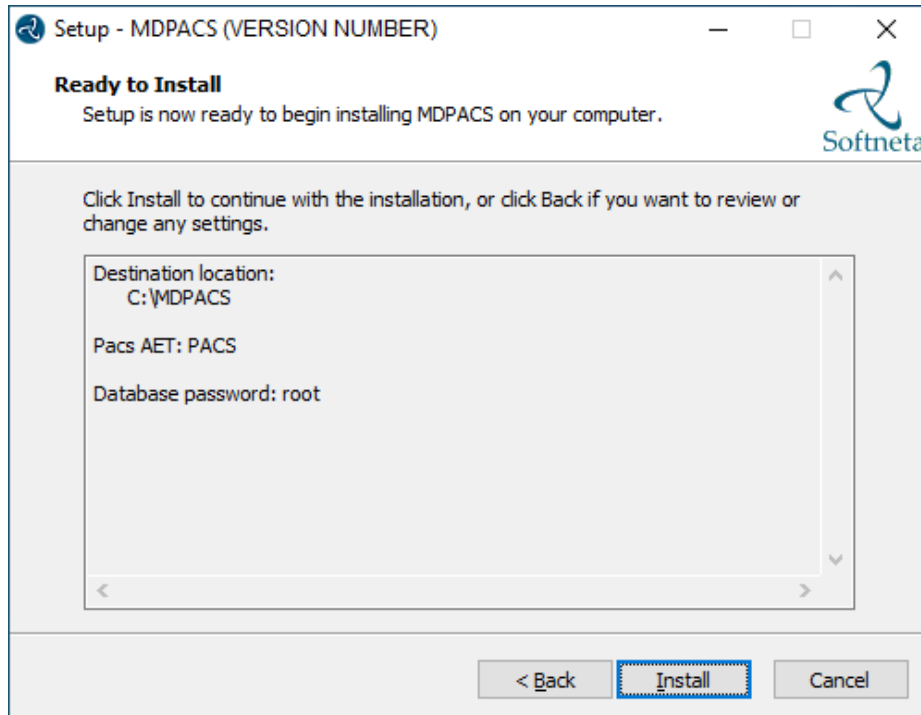 Setup - MDPACS (VERSION NUMBER)
Ready to Install
Setup is now ready to begin installing MDPACS on your computer.
Softneta
Click Install to continue with the installation, or click Back if you want to review or
change any settings.
Destination location:
C:\MDPACS
Pacs AET: PACS
Database password: root
< Back
Install
Cancel